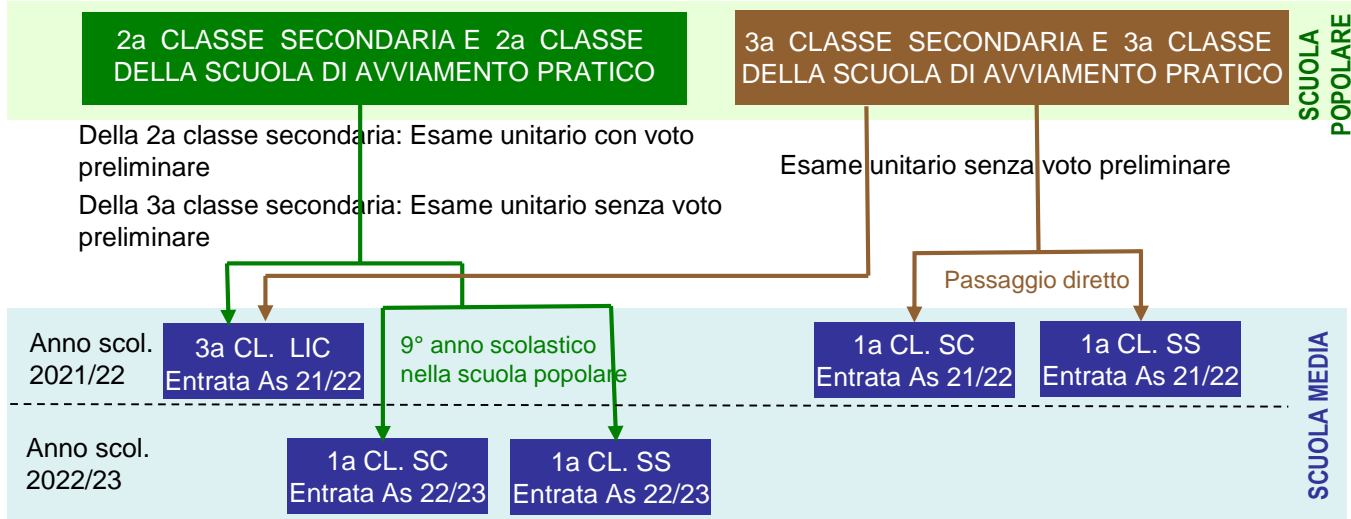 2a CLASSE SECONDARIA E 2a CLASSE
DELLA SCUOLA DI AVVIAMENTO PRATICO
3a CLASSE SECONDARIA E 3a CLASSE
DELLA SCUOLA DI AVVIAMENTO PRATICO
SCUOLA
POPOLARE
Della 2a classe secondaria: Esame unitario con voto
preliminare
Della 3a classe secondaria: Esame unitario senza voto
preliminare
Esame unitario senza voto preliminare
Passaggio diretto
Anno scol.
2021/22
3a CL. LIC
Entrata As 21/22
9° anno scolastico
nella scuola popolare
1a CL. SC
Entrata As 21/22
1a CL. SS
Entrata As 21/22
SCUOLA MEDIA
Anno scol.
2022/23
1a CL. SC
Entrata As 22/23
1a CL. SS
Entrata As 22/23